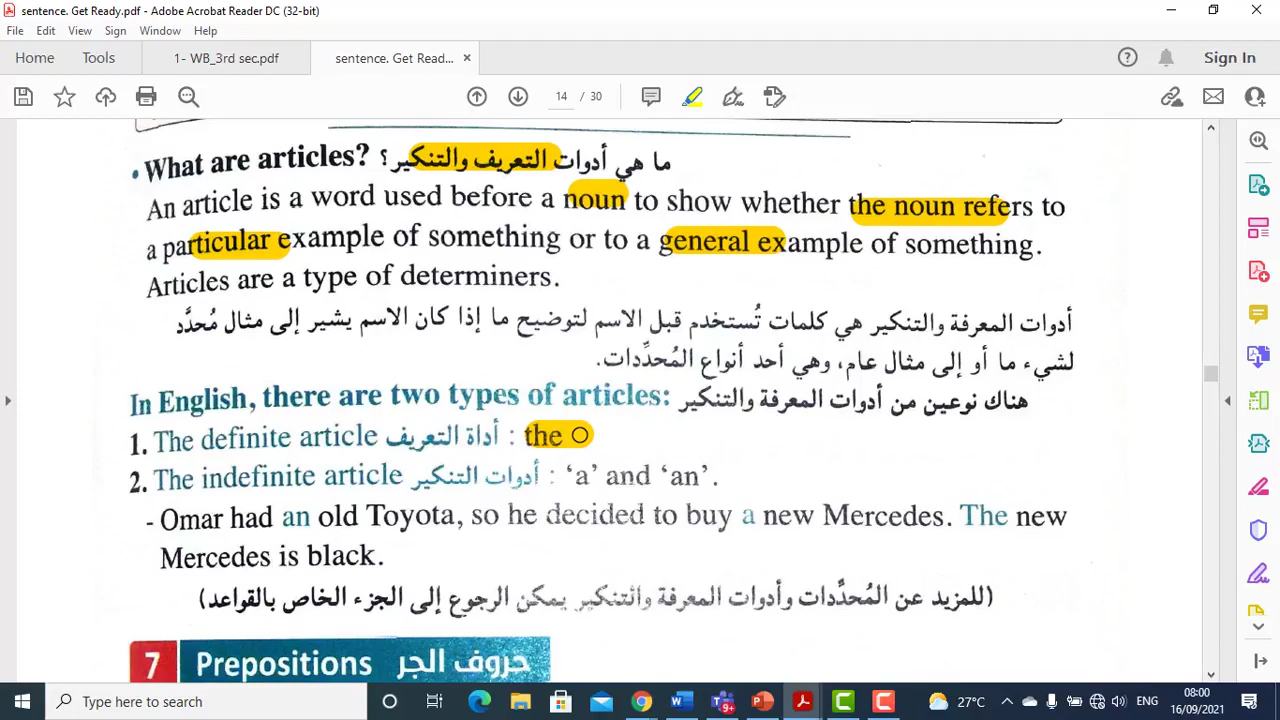 sentence. Get Ready.pdf - Adobe Acrobat Reader DC (32-bit)
File Edit View Sign Window Help
Home Tools 1- WB_3rd sec.pdf sentence. Get Read... × Sign In
14 / 30
• What are articles? ما هي أدوات التعريف والتنكير؟
An article is a word used before a noun to show whether the noun refers to
a particular example of something or to a general example of something.
Articles are a type of determiners.
أدوات المعرفة والتنكير هي كلمات تُستخدم قبل الاسم لتوضيح ما إذا كان الاسم يشير إلى مثال مُحدَّد
لشيء ما أو إلى مثال عام، وهي أحد أنواع المُحدِّدات.
In English, there are two types of articles: هناك نوعين من أدوات المعرفة والتنكير
1. The definite article أداة التعريف : the
2. The indefinite article أدوات التنكير : ‘a’ and ‘an’.
- Omar had an old Toyota, so he decided to buy a new Mercedes. The new
Mercedes is black.
(للمزيد عن المُحدِّدات وأدوات المعرفة والتنكير يمكن الرجوع إلى الجزء الخاص بالقواعد)
7 Prepositions حروف الجر
Type here to search 9+ 27°C ENG 08:00
16/09/2021